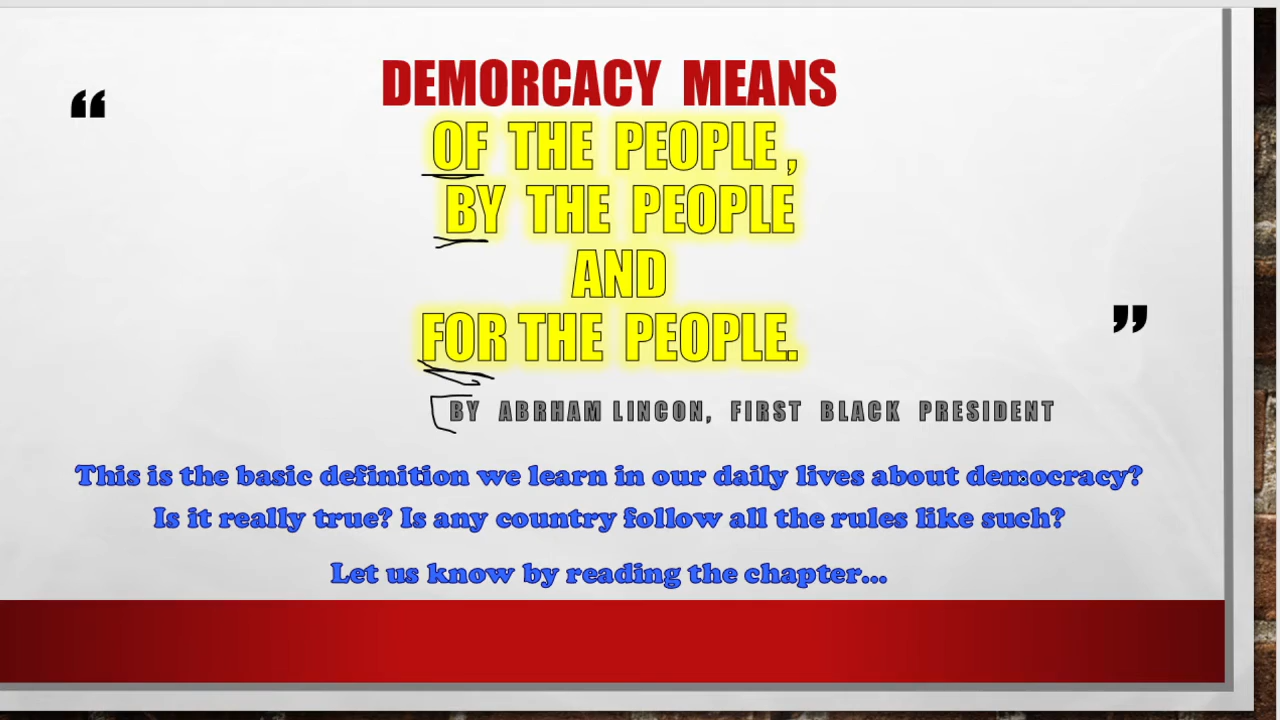 “
DEMORCACY MEANS
OF THE PEOPLE ,
BY THE PEOPLE
AND
FOR THE PEOPLE.
”
BY ABRHAM LINCON, FIRST BLACK PRESIDENT
This is the basic definition we learn in our daily lives about democracy?
Is it really true? Is any country follow all the rules like such?
Let us know by reading the chapter...